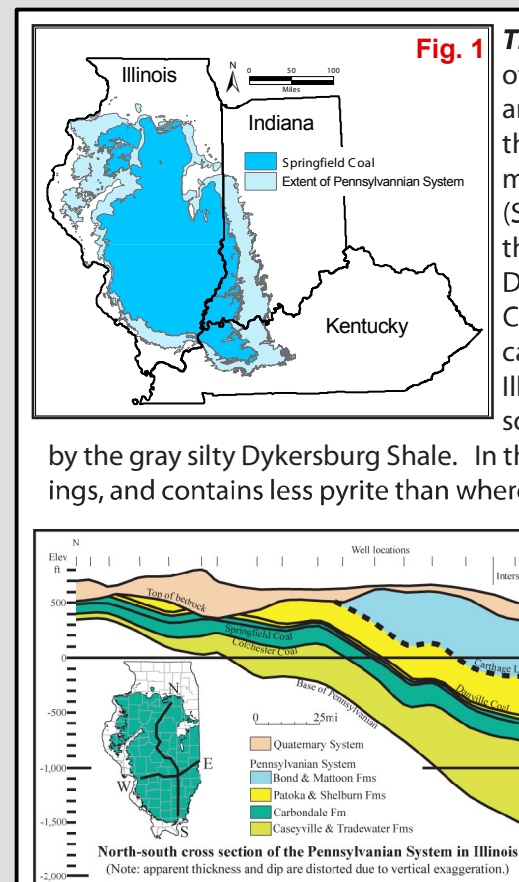 Fig. 1
Illinois
N
0 50 100
Miles
Indiana
Springfield Coal
Extent of Pennsylvannian System
Kentucky
by the gray silty Dykersburg Shale. In th
ings, and contains less pyrite than where
N
Elev
ft
Well locations
Inters
500
0
-500
-1,000
-1,500
-2,000
Top of bedrock
Springfield Coal
Colchester Coal
Base of Pennsylvanian
Carthage L
Danville Coal
N
E
W
S
0 25mi
Quaternary System
Pennsylvanian System
Bond & Mattoon Fms
Patoka & Shelburn Fms
Carbondale Fm
Caseyville & Tradewater Fms
North-south cross section of the Pennsylvanian System in Illinois
(Note: apparent thickness and dip are distorted due to vertical exaggeration.)